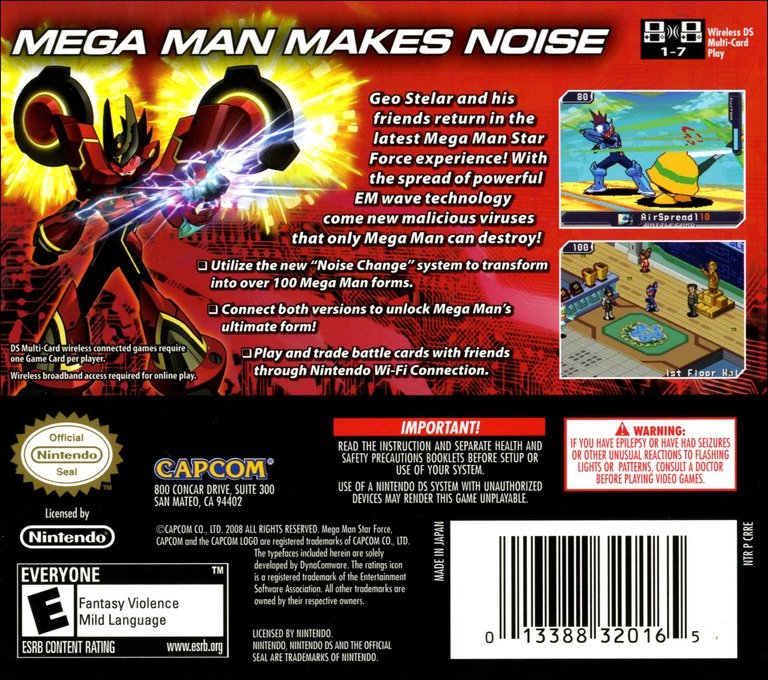 MEGA MAN MAKES NOISE
1-7
Wireless DS
Multi-Card
Play
Geo Stelar and his
friends return in the
latest Mega Man Star
Force experience! With
the spread of powerful
EM wave technology
come new malicious viruses
that only Mega Man can destroy!
❑ Utilize the new "Noise Change" system to transform
into over 100 Mega Man forms.
❑ Connect both versions to unlock Mega Man's
ultimate form!
❑ Play and trade battle cards with friends
through Nintendo Wi-Fi Connection.
80
AirSpread1 10
100
1st Floor Hal
DS Multi-Card wireless connected games require
one Game Card per player.
Wireless broadband access required for online play.
Official
Nintendo
Seal
TM
Licensed by
Nintendo®
CAPCOM®
800 CONCAR DRIVE, SUITE 300
SAN MATEO, CA 94402
IMPORTANT!
READ THE INSTRUCTION AND SEPARATE HEALTH AND
SAFETY PRECAUTIONS BOOKLETS BEFORE SETUP OR
USE OF YOUR SYSTEM.
USE OF A NINTENDO DS SYSTEM WITH UNAUTHORIZED
DEVICES MAY RENDER THIS GAME UNPLAYABLE.
WARNING:
IF YOU HAVE EPILEPSY OR HAVE HAD SEIZURES
OR OTHER UNUSUAL REACTIONS TO FLASHING
LIGHTS OR PATTERNS, CONSULT A DOCTOR
BEFORE PLAYING VIDEO GAMES.
©CAPCOM CO., LTD. 2008 ALL RIGHTS RESERVED. Mega Man Star Force,
CAPCOM and the CAPCOM LOGO are registered trademarks of CAPCOM CO., LTD.
The typefaces included herein are solely
developed by DynaComware. The ratings icon
is a registered trademark of the Entertainment
Software Association. All other trademarks are
owned by their respective owners.
EVERYONE
TM
E
Fantasy Violence
Mild Language
ESRB CONTENT RATING
www.esrb.org
LICENSED BY NINTENDO.
NINTENDO, NINTENDO DS AND THE OFFICIAL
SEAL ARE TRADEMARKS OF NINTENDO.
MADE IN JAPAN
0 13388 32016 5
NTR P CRRE